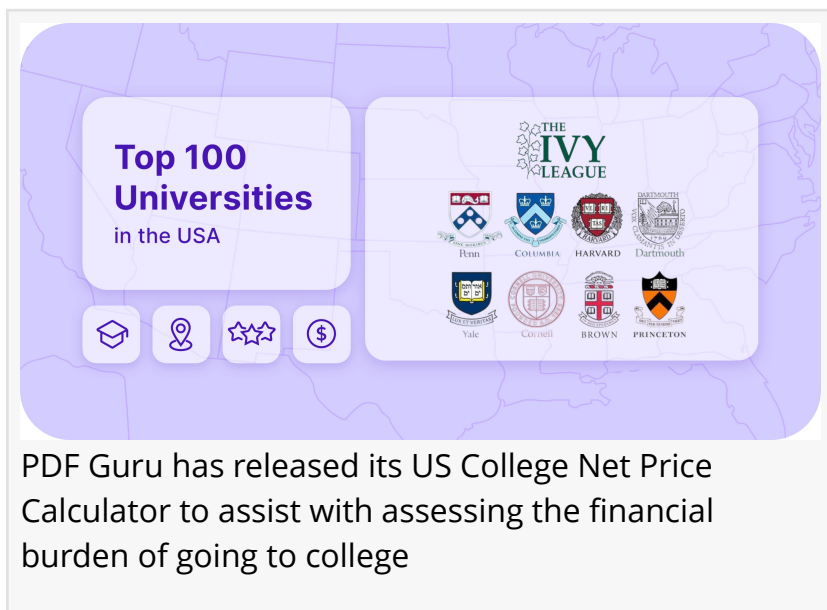 Top 100
Universities
in the USA
THE
IVY
LEAGUE
Penn
COLUMBIA
HARVARD
DARTMOUTH
Dartmouth
Yale
Cornell
BROWN
PRINCETON
PDF Guru has released its US College Net Price
Calculator to assist with assessing the financial
burden of going to college